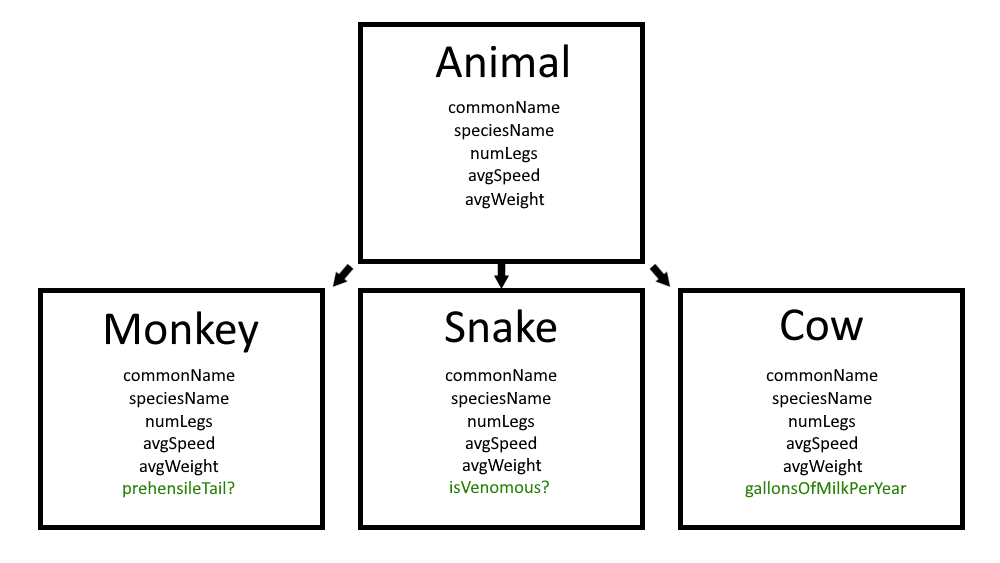 Animal
commonName
speciesName
numLegs
avgSpeed
avgWeight
Monkey
commonName
speciesName
numLegs
avgSpeed
avgWeight
prehensileTail?
Snake
commonName
speciesName
numLegs
avgSpeed
avgWeight
isVenomous?
Cow
commonName
speciesName
numLegs
avgSpeed
avgWeight
gallonsOfMilkPerYear